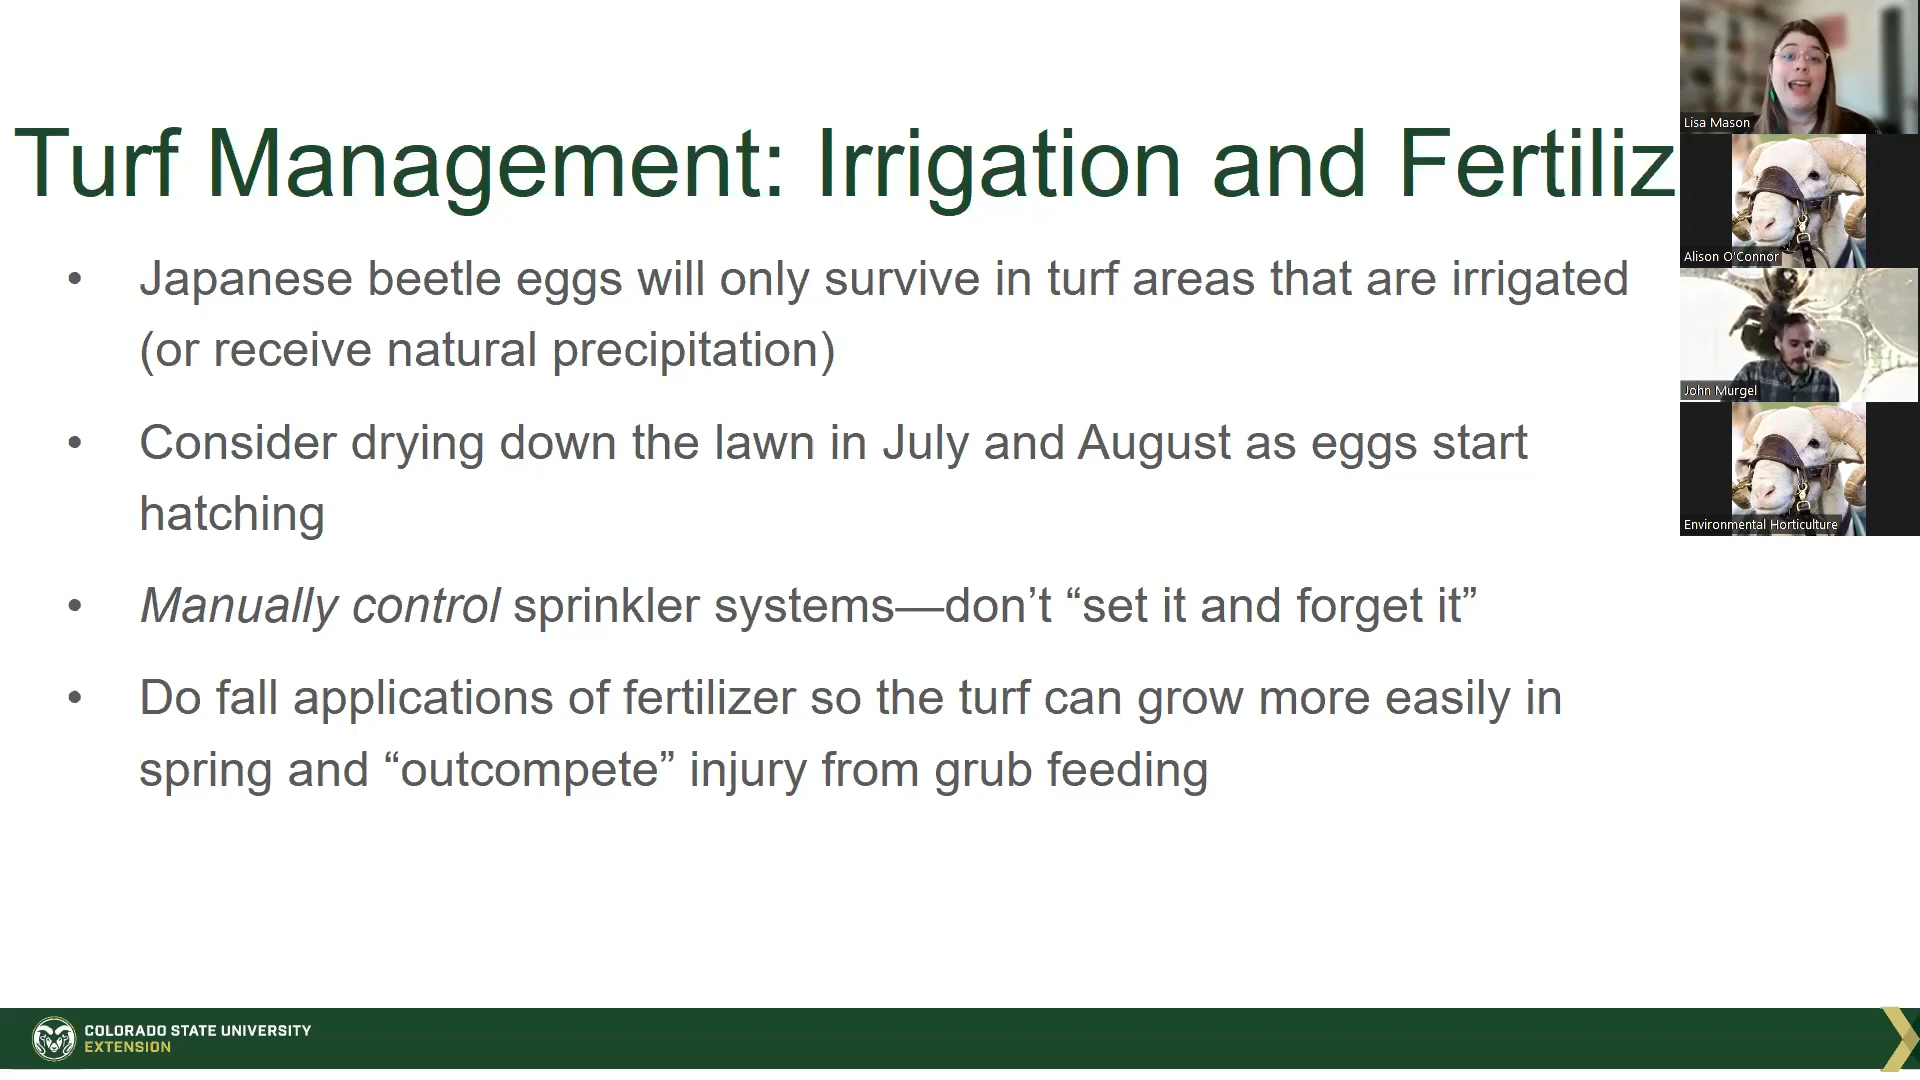 Turf Management: Irrigation and Fertiliz
• Japanese beetle eggs will only survive in turf areas that are irrigated
(or receive natural precipitation)
• Consider drying down the lawn in July and August as eggs start
hatching
• Manually control sprinkler systems—don’t “set it and forget it”
• Do fall applications of fertilizer so the turf can grow more easily in
spring and “outcompete” injury from grub feeding
Lisa Mason
Alison O'Connor
John Murgel
Environmental Horticulture
COLORADO STATE UNIVERSITY
EXTENSION